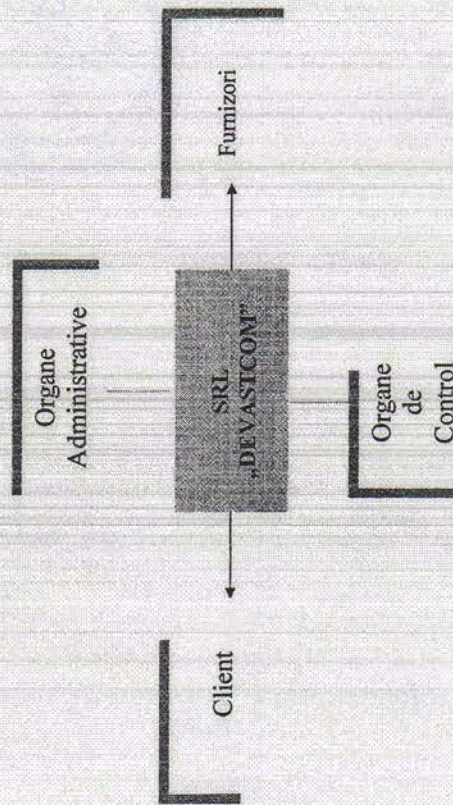 Organe
Administrative
Client
SRL
„DEVASTCOM”
Furnizori
Organe
de
Control